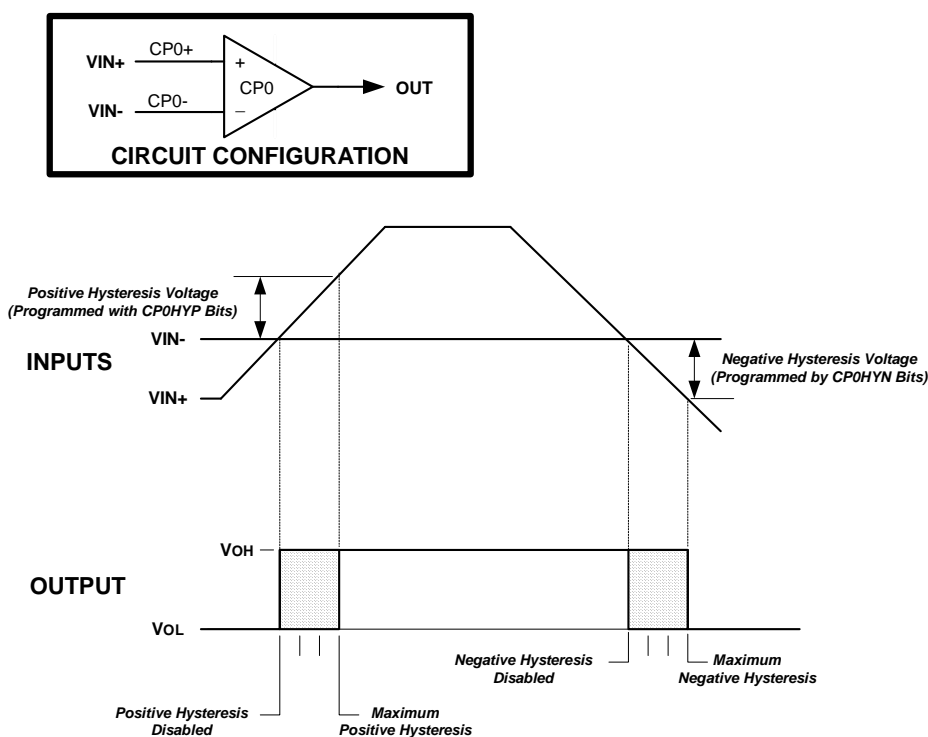 VIN+
CP0+
+
CP0
OUT
VIN-
CP0-
_
CIRCUIT CONFIGURATION
Positive Hysteresis Voltage
(Programmed with CP0HYP Bits)
VIN-
INPUTS
Negative Hysteresis Voltage
(Programmed by CP0HYN Bits)
VIN+
VOH
OUTPUT
VOL
Negative Hysteresis
Disabled
Maximum
Negative Hysteresis
Positive Hysteresis
Disabled
Maximum
Positive Hysteresis